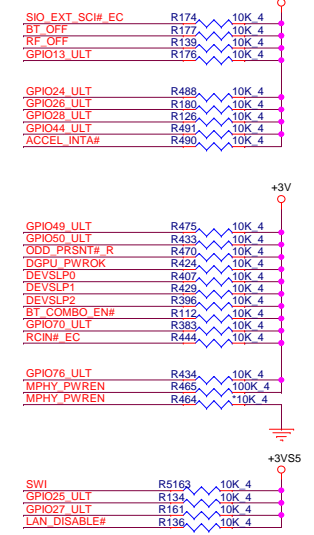 SIO_EXT_SCI#_EC R174 10K_4
BT_OFF R177 10K_4
RF_OFF R139 10K_4
GPIO13_ULT R176 10K_4
GPIO24_ULT R488 10K_4
GPIO26_ULT R180 10K_4
GPIO28_ULT R126 10K_4
GPIO44_ULT R491 10K_4
ACCEL_INTA# R490 10K_4
+3V
GPIO49_ULT R475 10K_4
GPIO50_ULT R433 10K_4
ODD_PRSNT#_R R470 10K_4
DGPU_PWROK R424 10K_4
DEVSLP0 R407 10K_4
DEVSLP1 R429 10K_4
DEVSLP2 R396 10K_4
BT_COMBO_EN# R112 10K_4
GPIO70_ULT R383 10K_4
RCIN#_EC R444 10K_4
GPIO76_ULT R434 10K_4
MPHY_PWREN R465 100K_4
MPHY_PWREN R464 *10K_4
+3VS5
SWI R5163 10K_4
GPIO25_ULT R134 10K_4
GPIO27_ULT R161 10K_4
LAN_DISABLE# R136 10K_4